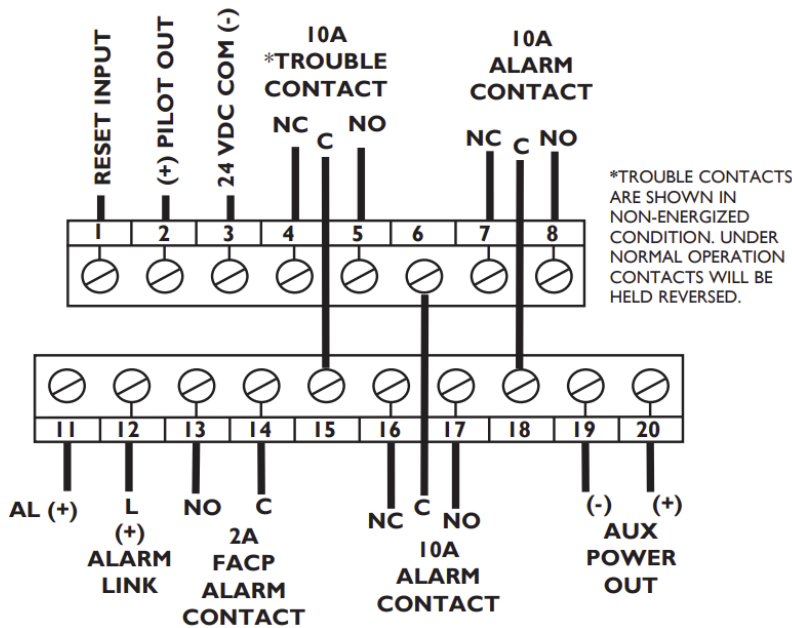 RESET INPUT
(+) PILOT OUT
24 VDC COM (-)
10A
*TROUBLE
CONTACT
NC
C
NO
10A
ALARM
CONTACT
NC
C
NO
*TROUBLE CONTACTS
ARE SHOWN IN
NON-ENERGIZED
CONDITION. UNDER
NORMAL OPERATION
CONTACTS WILL BE
HELD REVERSED.
1 2 3 4 5 6 7 8
11 12 13 14 15 16 17 18 19 20
AL (+)
L
(+)
ALARM
LINK
NO
C
2A
FACP
ALARM
CONTACT
NC
C
NO
10A
ALARM
CONTACT
(-)
(+)
AUX
POWER
OUT